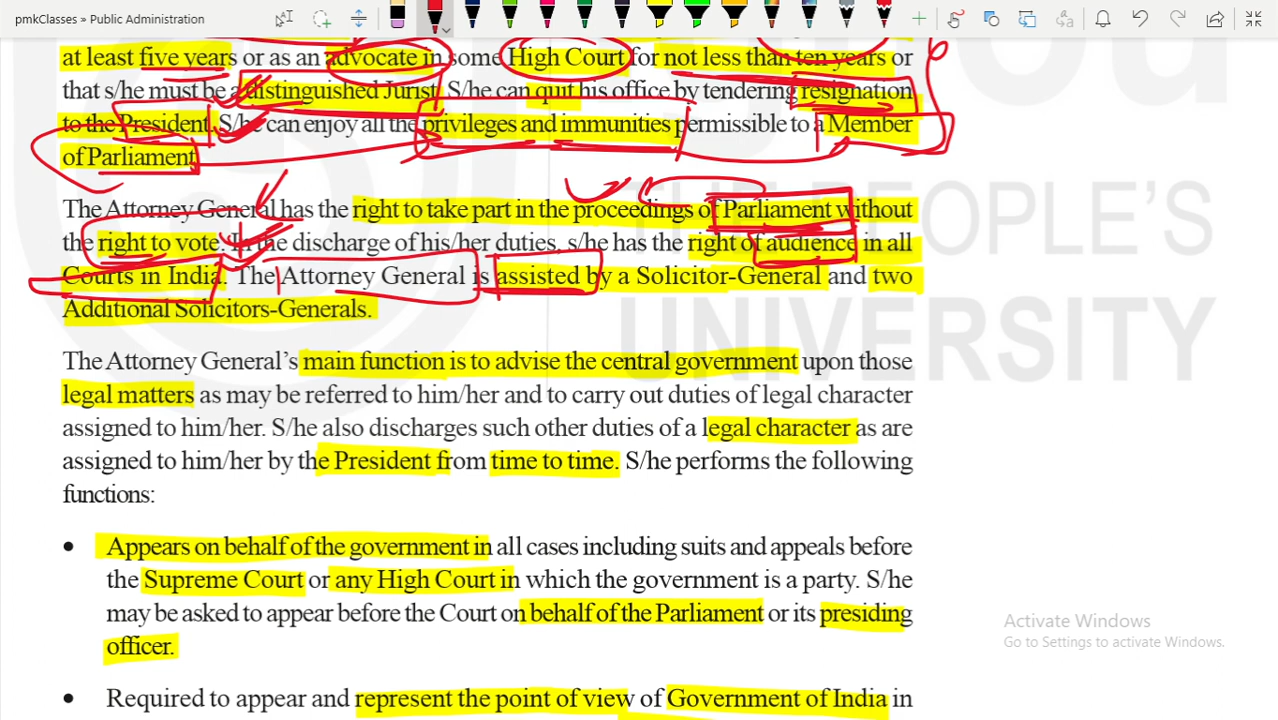 pmkClasses » Public Administration
at least five years or as an advocate in some High Court for not less than ten years or
that s/he must be a distinguished Jurist. S/he can quit his office by tendering resignation
to the President. S/he can enjoy all the privileges and immunities permissible to a Member
of Parliament.
The Attorney General has the right to take part in the proceedings of Parliament without
the right to vote. In the discharge of his/her duties, s/he has the right of audience in all
Courts in India. The Attorney General is assisted by a Solicitor-General and two
Additional Solicitors-Generals.
THE PEOPLE'S
UNIVERSITY
The Attorney General's main function is to advise the central government upon those
legal matters as may be referred to him/her and to carry out duties of legal character
assigned to him/her. S/he also discharges such other duties of a legal character as are
assigned to him/her by the President from time to time. S/he performs the following
functions:
• Appears on behalf of the government in all cases including suits and appeals before
the Supreme Court or any High Court in which the government is a party. S/he
may be asked to appear before the Court on behalf of the Parliament or its presiding
officer.
Activate Windows
Go to Settings to activate Windows.
• Required to appear and represent the point of view of Government of India in